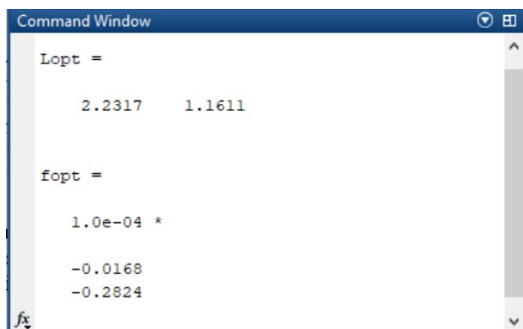 Command Window
Lopt =
2.2317 1.1611
fopt =
1.0e-04 *
-0.0168
-0.2824
fx